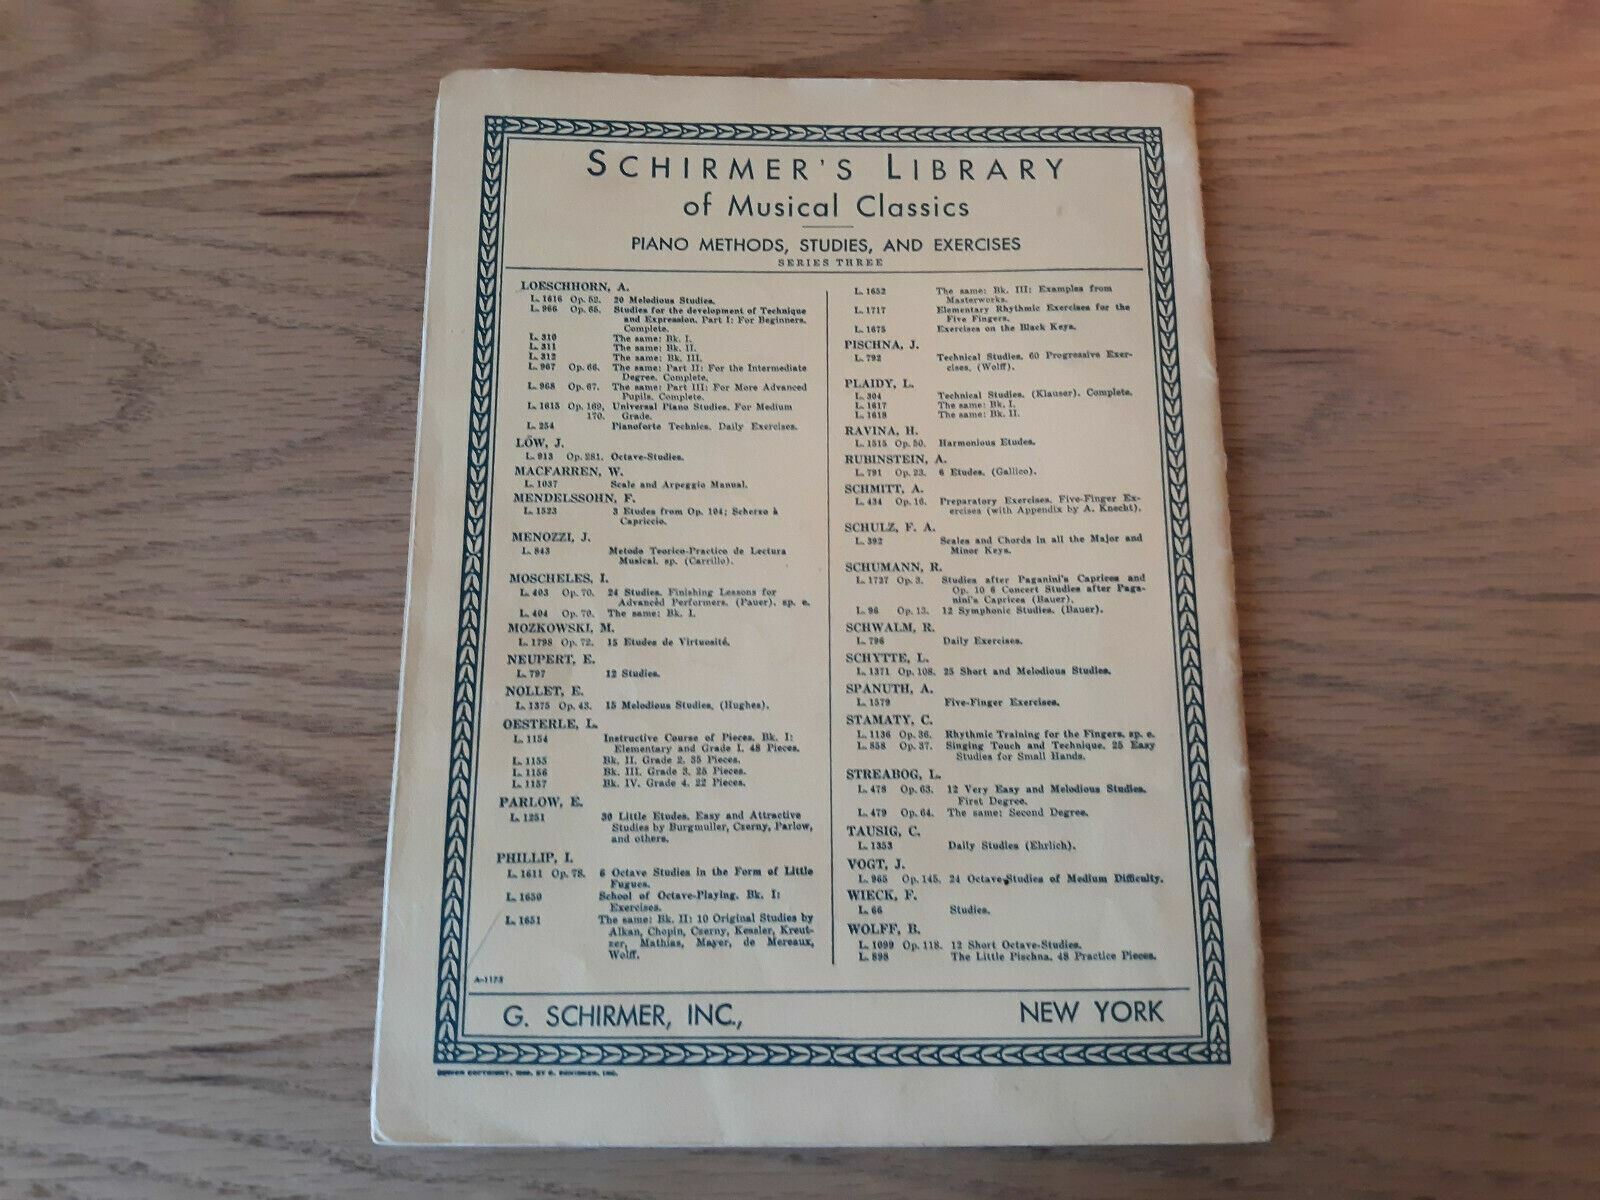 SCHIRMER'S LIBRARY
of Musical Classics
PIANO METHODS, STUDIES, AND EXERCISES
SERIES THREE
LOESCHHORN, A.
L. 1616 Op. 52. 20 Melodious Studies.
L. 966 Op. 65. Studies for the development of Technique
and Expression. Part I: For Beginners.
Complete.
L. 310 The same: Bk. I.
L. 311 The same: Bk. II.
L. 312 The same: Bk. III.
L. 967 Op. 66. The same: Part II: For the Intermediate
Degree. Complete.
L. 968 Op. 67. The same: Part III: For More Advanced
Pupils. Complete.
L. 1615 Op. 169, Universal Piano Studies. For Medium
170. Grade.
L. 254 Pianoforte Technics. Daily Exercises.
LÖW, J.
L. 913 Op. 281. Octave-Studies.
MACFARREN, W.
L. 1037 Scale and Arpeggio Manual.
MENDELSSOHN, F.
L. 1523 3 Etudes from Op. 104; Scherzo à
Capriccio.
MENOZZI, J.
L. 843 Metodo Teorico-Practico de Lectura
Musical. sp. (Carrillo).
MOSCHELES, I.
L. 403 Op. 70. 24 Studies. Finishing Lessons for
Advanced Performers. (Pauer). sp. e.
L. 404 Op. 70. The same: Bk. I.
MOZKOWSKI, M.
L. 1798 Op. 72. 15 Etudes de Virtuosité.
NEUPERT, E.
L. 797 12 Studies.
NOLLET, E.
L. 1375 Op. 43. 15 Melodious Studies. (Hughes).
OESTERLE, L.
L. 1154 Instructive Course of Pieces. Bk. I:
Elementary and Grade I. 48 Pieces.
L. 1155 Bk. II. Grade 2. 35 Pieces.
L. 1156 Bk. III. Grade 3. 25 Pieces.
L. 1157 Bk. IV. Grade 4. 22 Pieces.
PARLOW, E.
L. 1251 30 Little Etudes. Easy and Attractive
Studies by Burgmuller, Czerny, Parlow,
and others.
PHILLIP, I.
L. 1611 Op. 78. 6 Octave Studies in the Form of Little
Fugues.
L. 1650 School of Octave-Playing. Bk. I:
Exercises.
L. 1651 The same: Bk. II: 10 Original Studies by
Alkan, Chopin, Czerny, Kessler, Kreut-
zer, Mathias, Mayer, de Mereaux,
Wolff.
A-1173
L. 1652 The same: Bk. III: Examples from
Masterworks.
L. 1717 Elementary Rhythmic Exercises for the
Five Fingers.
L. 1675 Exercises on the Black Keys.
PISCHNA, J.
L. 792 Technical Studies. 60 Progressive Exer-
cises. (Wolff).
PLAIDY, L.
L. 304 Technical Studies. (Klauser). Complete.
L. 1617 The same: Bk. I.
L. 1618 The same: Bk. II.
RAVINA, H.
L. 1515 Op. 50. Harmonious Etudes.
RUBINSTEIN, A.
L. 791 Op. 23. 6 Etudes. (Gallico).
SCHMITT, A.
L. 434 Op. 16. Preparatory Exercises. Five-Finger Ex-
ercises (with Appendix by A. Knecht).
SCHULZ, F. A.
L. 392 Scales and Chords in all the Major and
Minor Keys.
SCHUMANN, R.
L. 1727 Op. 3. Studies after Paganini's Caprices and
Op. 10 6 Concert Studies after Paga-
nini's Caprices (Bauer).
L. 96 Op. 13. 12 Symphonic Studies. (Bauer).
SCHWALM, R.
L. 796 Daily Exercises.
SCHYTTE, L.
L. 1371 Op. 108. 25 Short and Melodious Studies.
SPANUTH, A.
L. 1579 Five-Finger Exercises.
STAMATY, C.
L. 1136 Op. 36. Rhythmic Training for the Fingers. sp. e.
L. 858 Op. 37. Singing Touch and Technique. 25 Easy
Studies for Small Hands.
STREABOG, L.
L. 478 Op. 63. 12 Very Easy and Melodious Studies.
First Degree.
L. 479 Op. 64. The same: Second Degree.
TAUSIG, C.
L. 1353 Daily Studies (Ehrlich).
VOGT, J.
L. 965 Op. 145. 24 Octave-Studies of Medium Difficulty.
WIECK, F.
L. 66 Studies.
WOLFF, B.
L. 1099 Op. 118. 12 Short Octave-Studies.
L. 898 The Little Pischna. 48 Practice Pieces.
G. SCHIRMER, INC., NEW YORK
COPYRIGHT, BY G. SCHIRMER, INC.